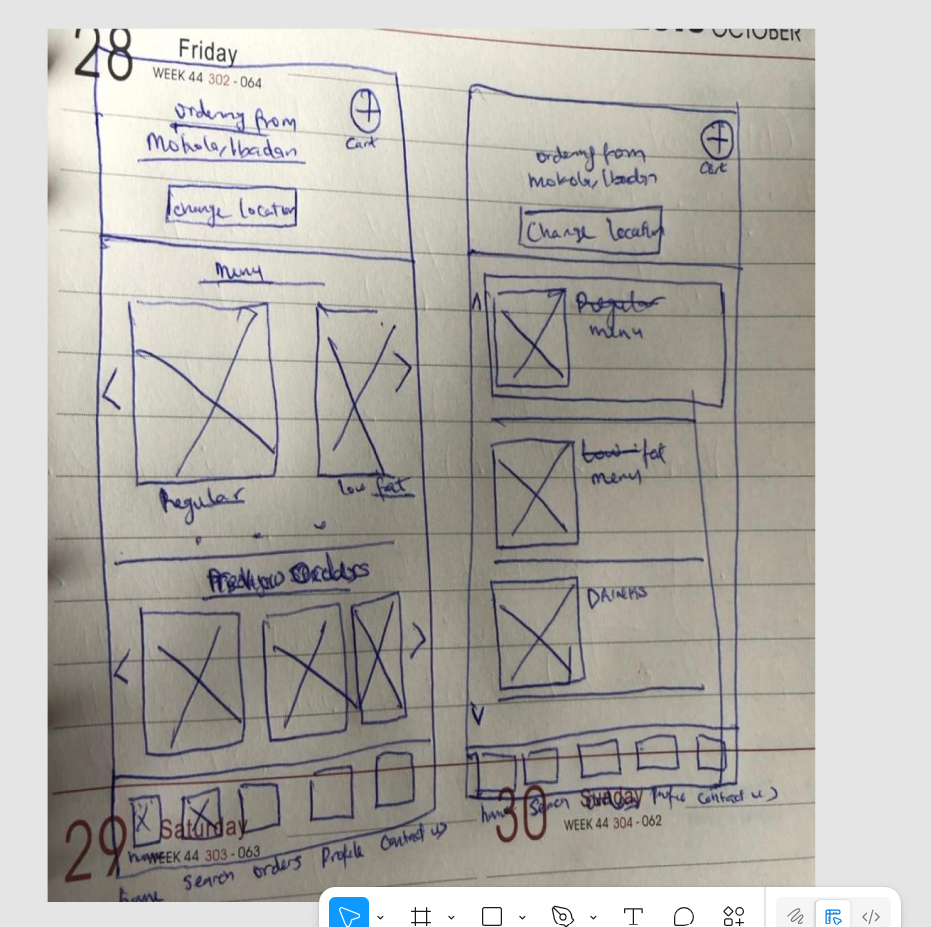 28
Friday
WEEK 44 302 - 064
OCTOBER
ordering from
Mokola, Ibadan
Cart
change location
Menu
Regular
low fat
Orders
home
search
orders
Profile
Contact us
29
Saturday
WEEK 44 303 - 063
home
ordering from
mokola, Ibadan
Cart
Change location
Regular
menu
Low-fat
menu
DRINKS
home
Search
Profile
Contact us
30
Sunday
WEEK 44 304 - 062
T